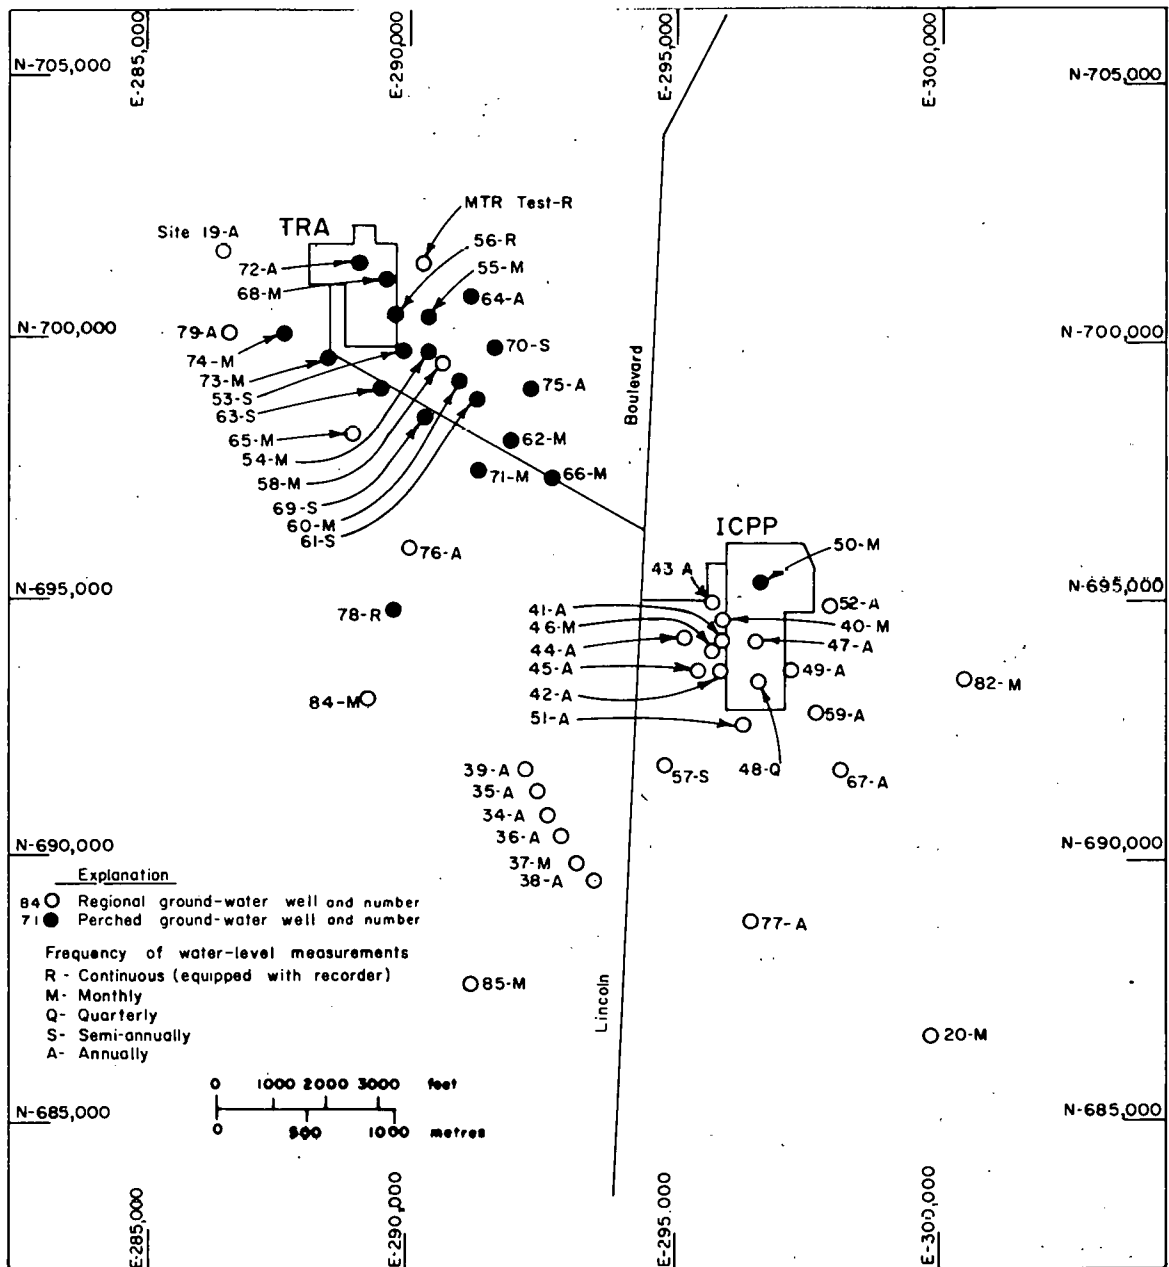 E-285,000
E-290,000
E-295,000
E-300,000
N-705,000
N-705,000
MTR Test-R
TRA
Site 19-A
56-R
72-A
55-M
68-M
64-A
N-700,000
N-700,000
79-A
70-S
74-M
73-M
75-A
53-S
63-S
Boulevard
65-M
62-M
54-M
71-M
66-M
58-M
69-S
60-M
61-S
ICPP
50-M
76-A
43 A
N-695,000
N-695,000
52-A
78-R
41-A
46-M
40-M
44-A
47-A
45-A
49-A
82-M
42-A
84-M
59-A
51-A
39-A
57-S
48-Q
67-A
35-A
34-A
36-A
N-690,000
N-690,000
37-M
38-A
Explanation
84 Regional ground-water well and number
71 Perched ground-water well and number
77-A
Frequency of water-level measurements
R - Continuous (equipped with recorder)
M- Monthly
Q- Quarterly
S- Semi-annually
A- Annually
85-M
Lincoln
20-M
0 1000 2000 3000 feet
0 500 1000 metres
N-685,000
N-685,000
E-285,000
E-290,000
E-295.000
E-300,000